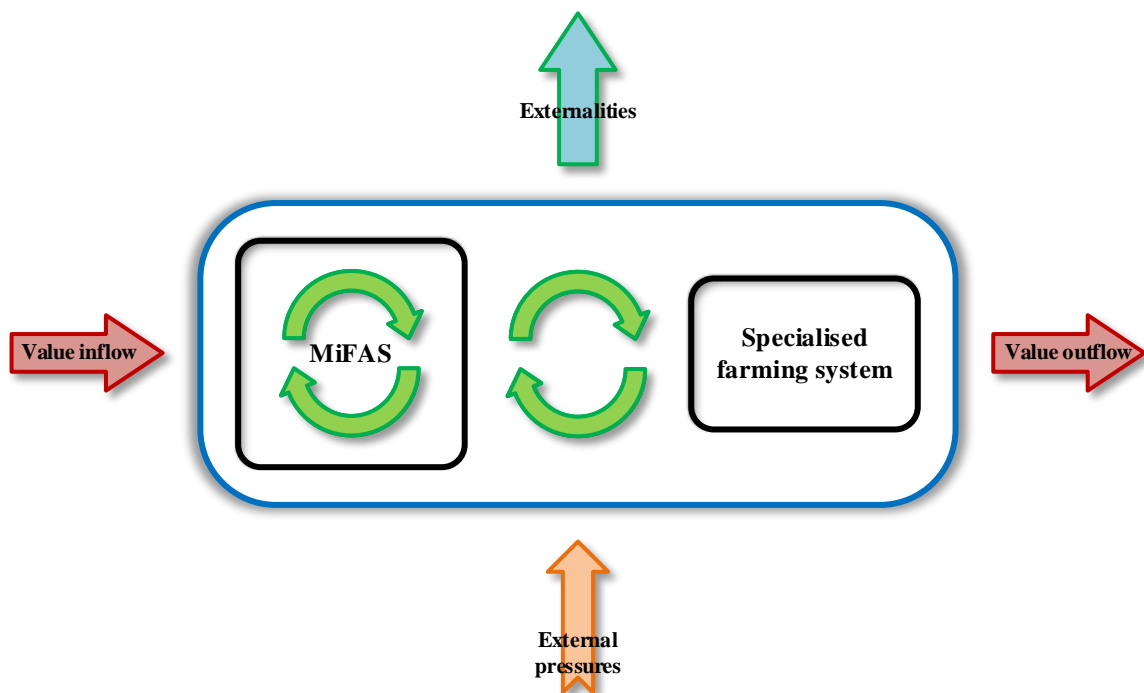 Externalities
Value inflow
MiFAS
Specialised
farming system
Value outflow
External
pressures